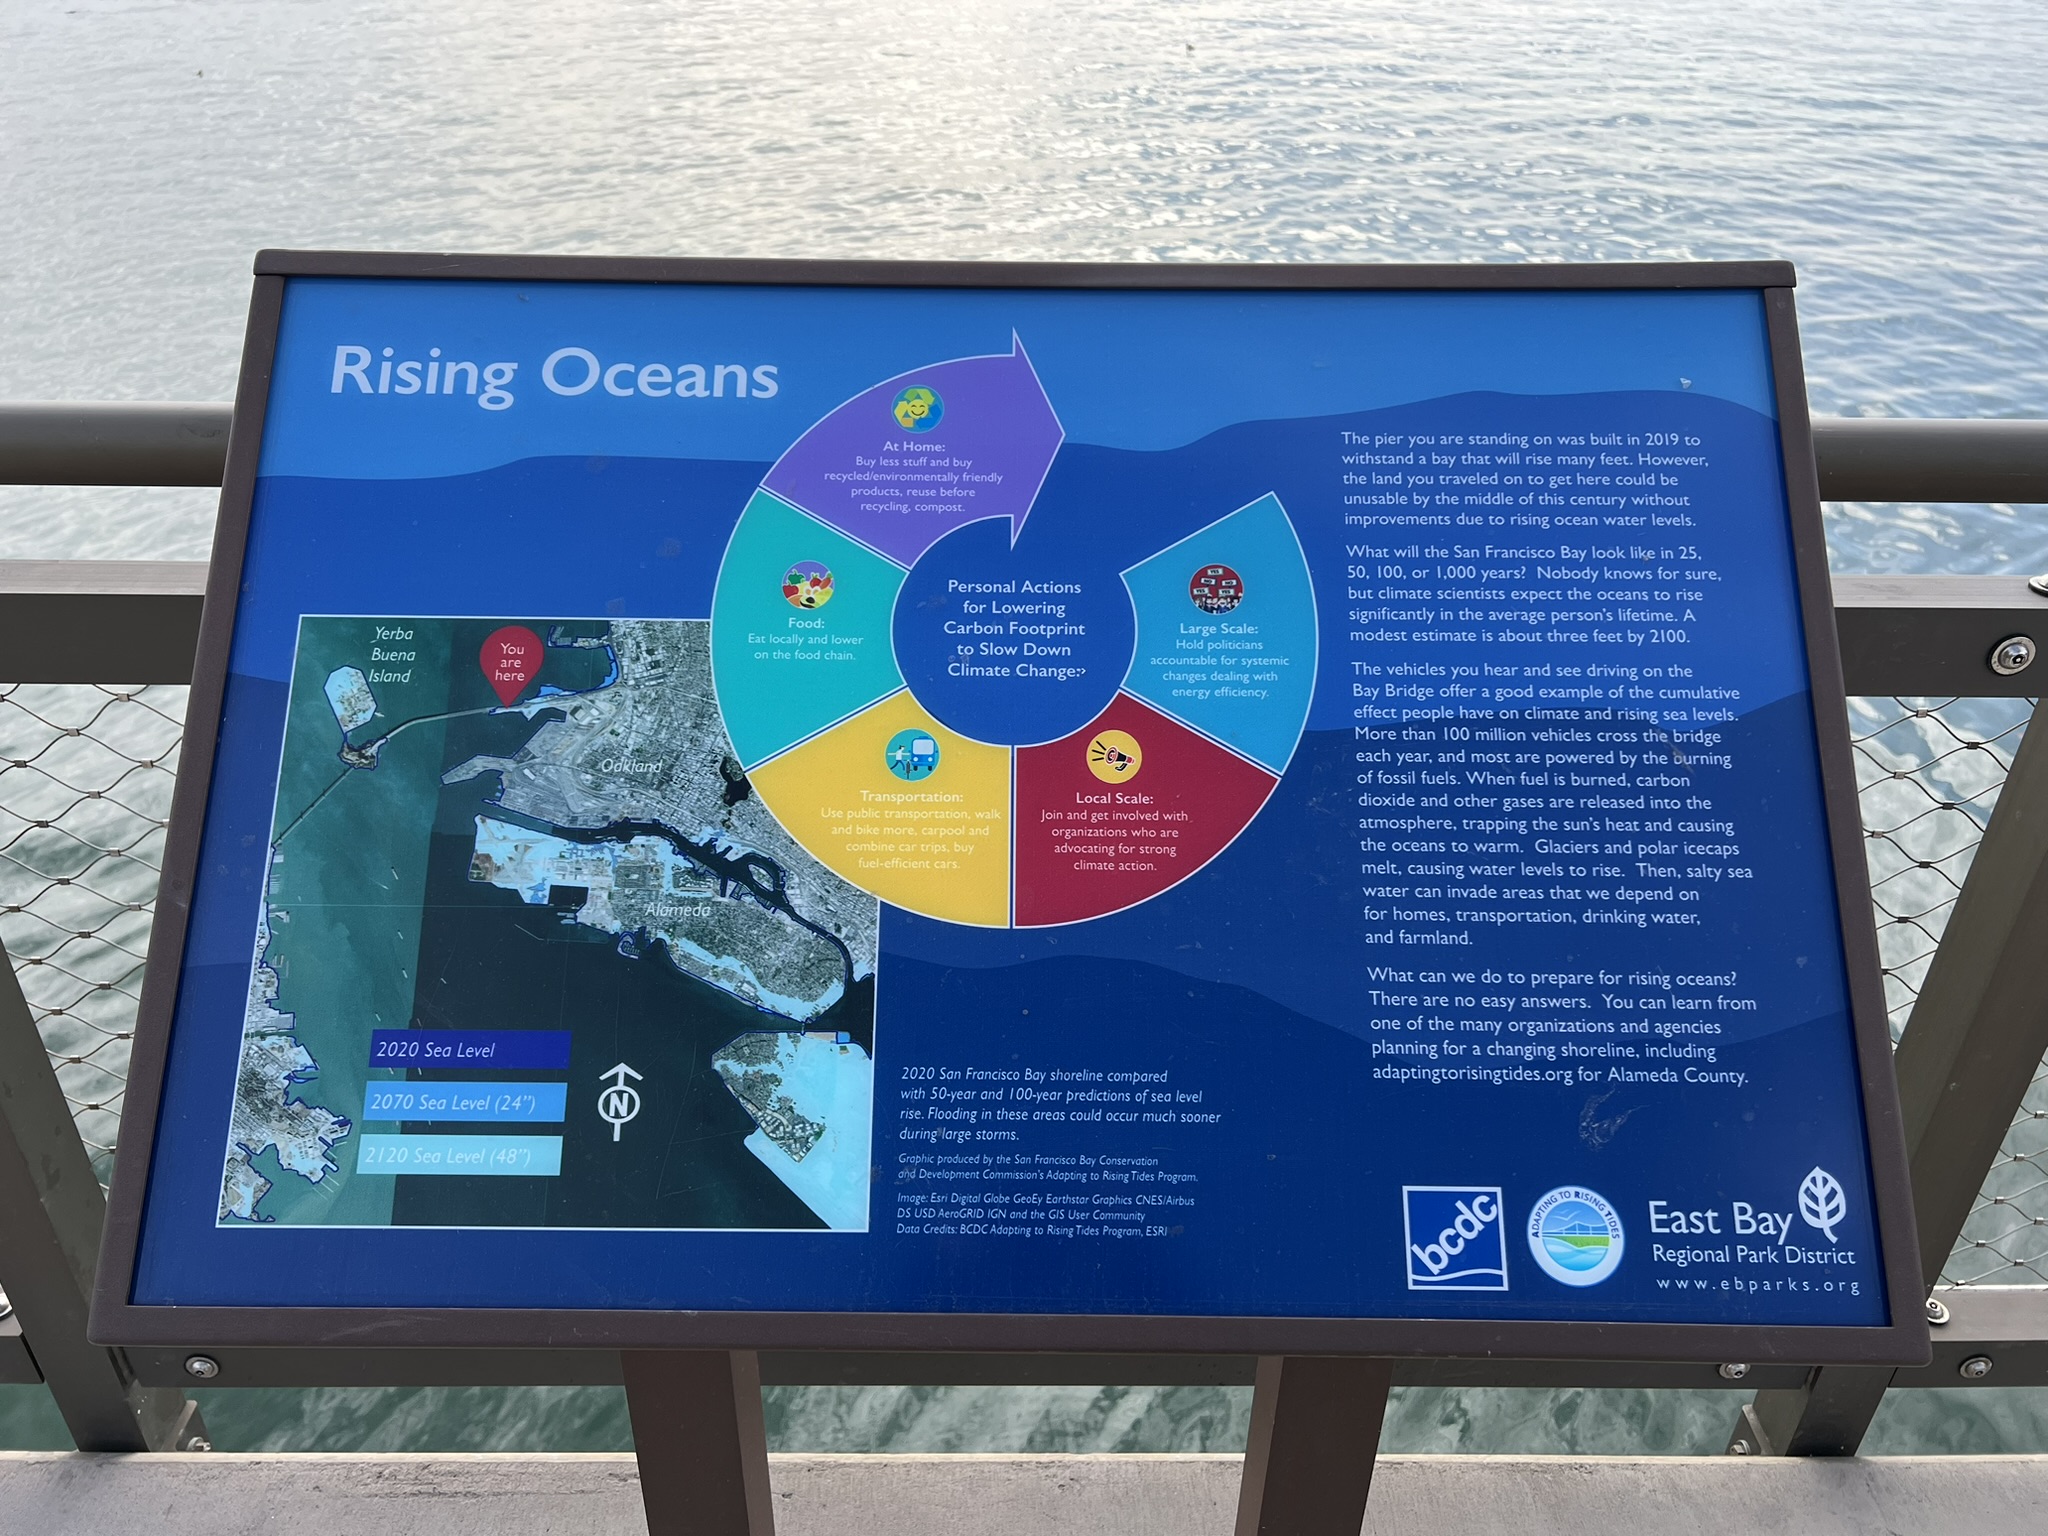 Rising Oceans
At Home:
Buy less stuff and buy
recycled/environmentally friendly
products, reuse before
recycling, compost.
Food:
Eat locally and lower
on the food chain.
Transportation:
Use public transportation, walk
and bike more, carpool and
combine car trips, buy
fuel-efficient cars.
Local Scale:
Join and get involved with
organizations who are
advocating for strong
climate action.
Large Scale:
Hold politicians
accountable for systemic
changes dealing with
energy efficiency.
YES
NO
NO
YES
YES
Personal Actions
for Lowering
Carbon Footprint
to Slow Down
Climate Change:
Yerba
Buena
Island
You
are
here
Oakland
Alameda
2020 Sea Level
2070 Sea Level (24”)
2120 Sea Level (48”)
N
2020 San Francisco Bay shoreline compared
with 50-year and 100-year predictions of sea level
rise. Flooding in these areas could occur much sooner
during large storms.
Graphic produced by the San Francisco Bay Conservation
and Development Commission’s Adapting to Rising Tides Program.
Image: Esri Digital Globe GeoEy Earthstar Graphics CNES/Airbus
DS USD AeroGRID IGN and the GIS User Community
Data Credits: BCDC Adapting to Rising Tides Program, ESRI
The pier you are standing on was built in 2019 to
withstand a bay that will rise many feet. However,
the land you traveled on to get here could be
unusable by the middle of this century without
improvements due to rising ocean water levels.
What will the San Francisco Bay look like in 25,
50, 100, or 1,000 years? Nobody knows for sure,
but climate scientists expect the oceans to rise
significantly in the average person’s lifetime. A
modest estimate is about three feet by 2100.
The vehicles you hear and see driving on the
Bay Bridge offer a good example of the cumulative
effect people have on climate and rising sea levels.
More than 100 million vehicles cross the bridge
each year, and most are powered by the burning
of fossil fuels. When fuel is burned, carbon
dioxide and other gases are released into the
atmosphere, trapping the sun’s heat and causing
the oceans to warm. Glaciers and polar icecaps
melt, causing water levels to rise. Then, salty sea
water can invade areas that we depend on
for homes, transportation, drinking water,
and farmland.
What can we do to prepare for rising oceans?
There are no easy answers. You can learn from
one of the many organizations and agencies
planning for a changing shoreline, including
adaptingtorisingtides.org for Alameda County.
bcdc
ADAPTING TO RISING TIDES
East Bay
Regional Park District
www.ebparks.org